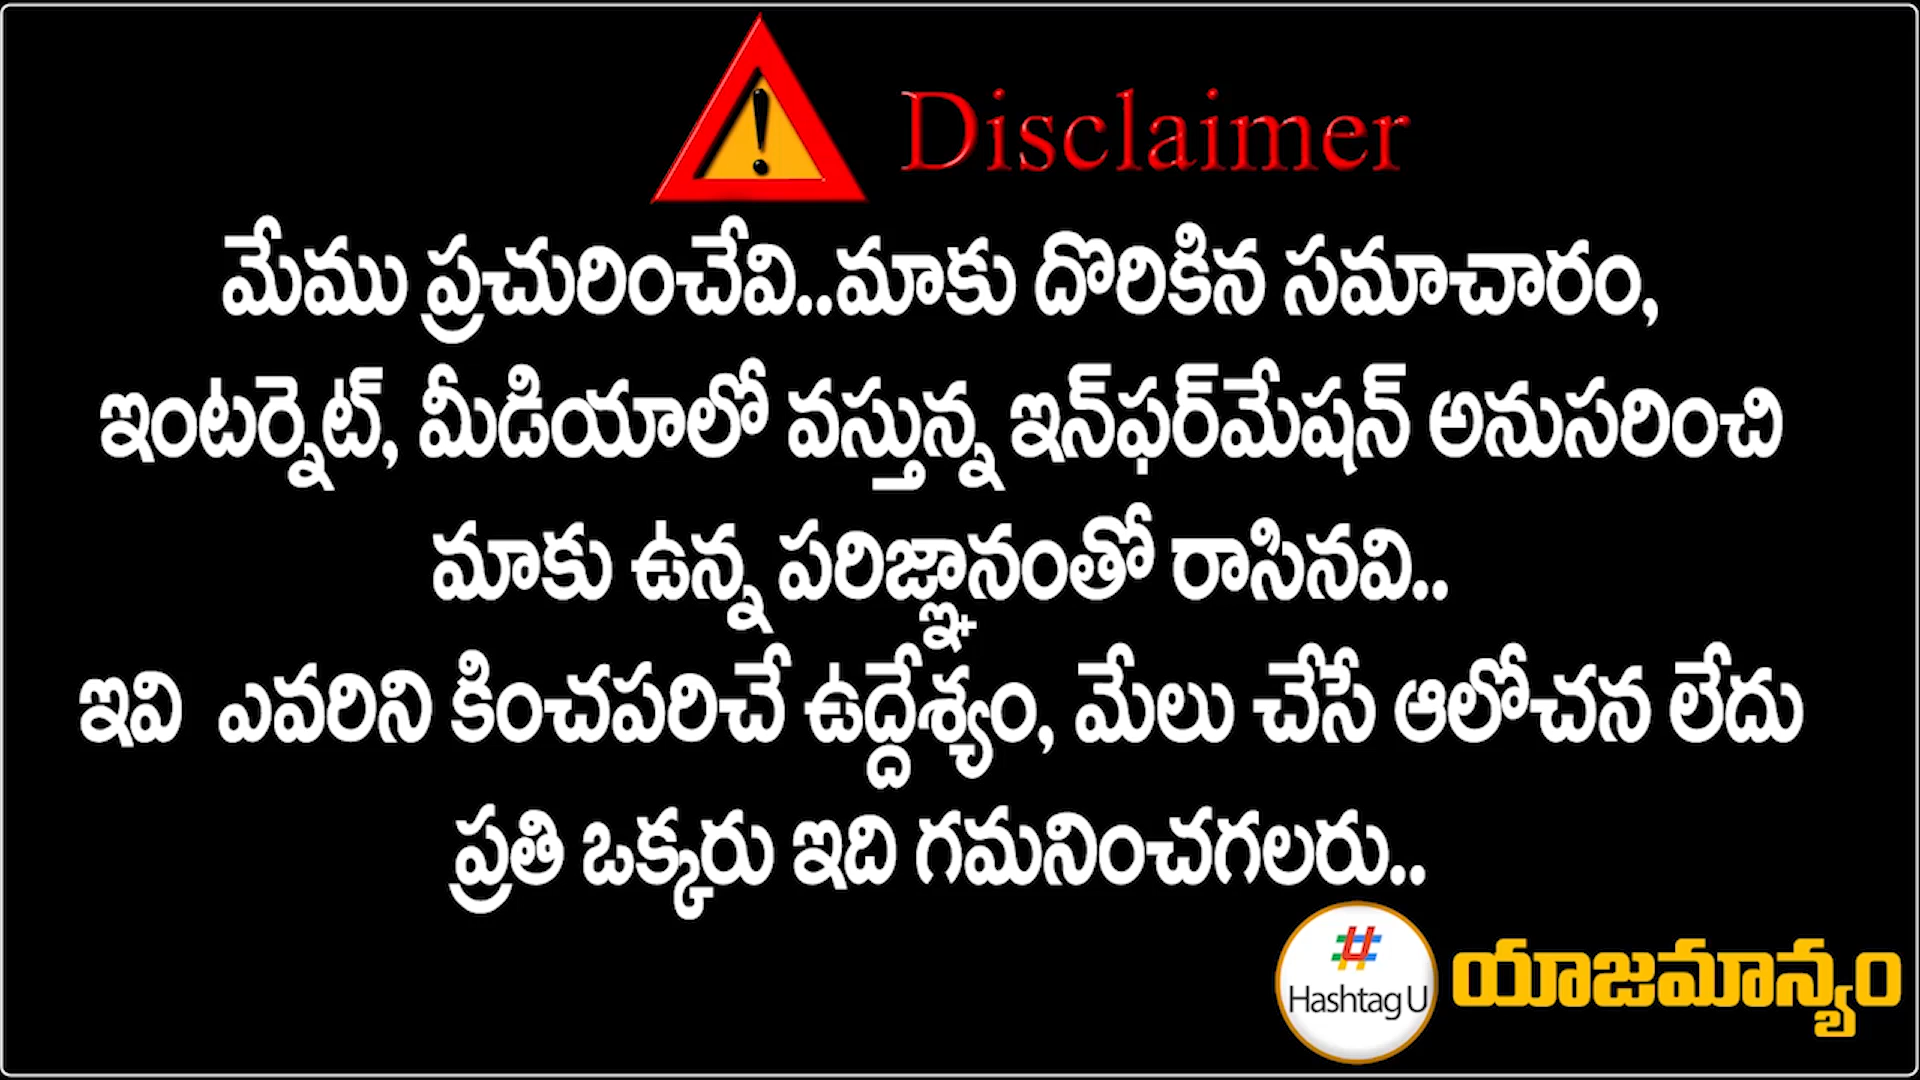 Disclaimer
మేము ప్రచురించేవి..మాకు దొరికిన సమాచారం,
ఇంటర్నెట్, మీడియాలో వస్తున్న ఇన్‌ఫర్‌మేషన్ అనుసరించి
మాకు ఉన్న పరిజ్ఞానంతో రాసినవి..
ఇవి ఎవరిని కించపరిచే ఉద్దేశ్యం, మేలు చేసే ఆలోచన లేదు
ప్రతి ఒక్కరు ఇది గమనించగలరు..
Hashtag U
యాజమాన్యం